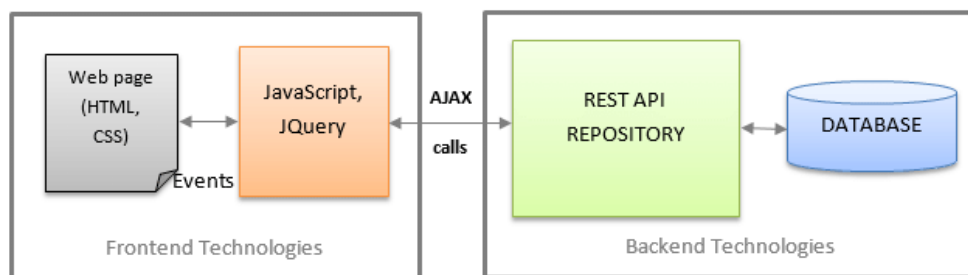 Web page
(HTML,
CSS)
Events
JavaScript,
JQuery
AJAX
calls
REST API
REPOSITORY
DATABASE
Frontend Technologies
Backend Technologies